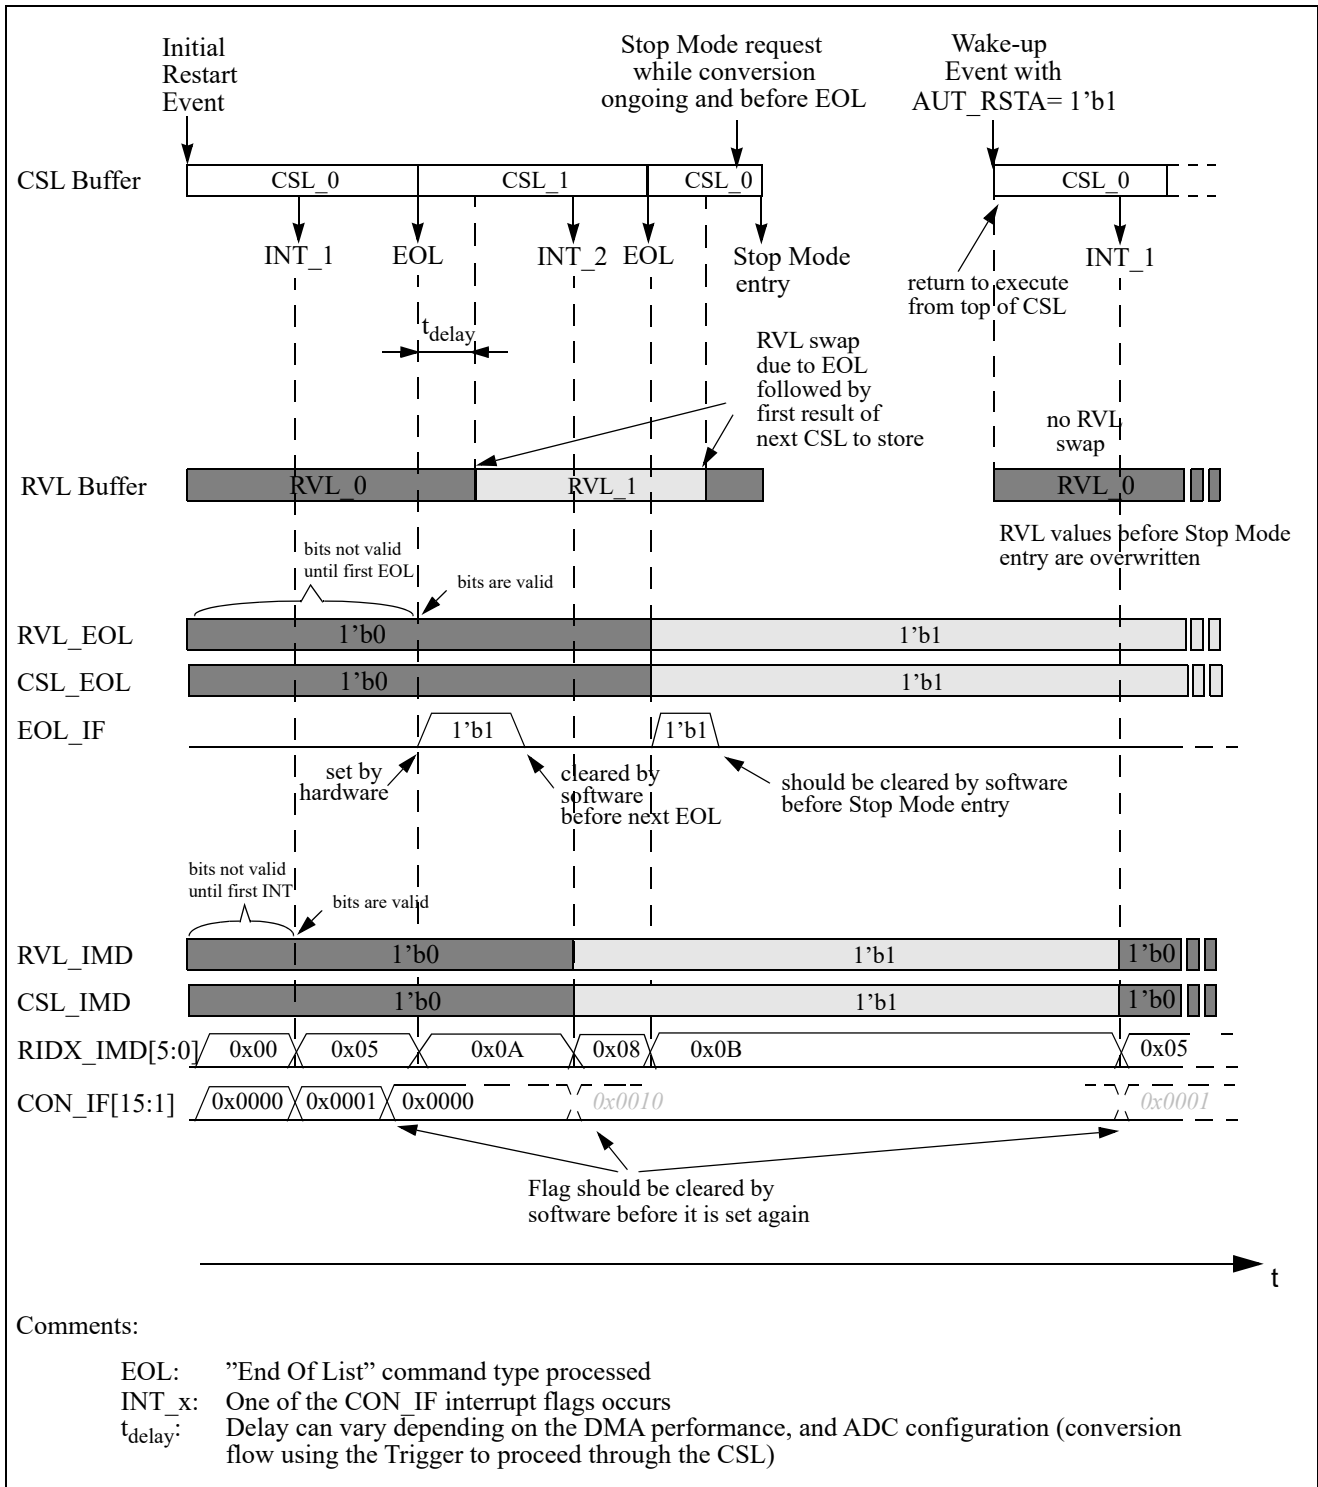 Initial
Restart
Event
Stop Mode request
while conversion
ongoing and before EOL
Wake-up
Event with
AUT_RSTA= 1’b1
CSL Buffer
CSL_0
CSL_1
CSL_0
CSL_0
INT_1
EOL
INT_2
EOL
Stop Mode
entry
INT_1
return to execute
from top of CSL
tdelay
RVL swap
due to EOL
followed by
first result of
next CSL to store
no RVL
swap
RVL Buffer
RVL_0
RVL_1
RVL_0
RVL values before Stop Mode
entry are overwritten
bits not valid
until first EOL
bits are valid
RVL_EOL
1’b0
1’b1
CSL_EOL
1’b0
1’b1
EOL_IF
1’b1
1’b1
set by
hardware
cleared by
software
before next EOL
should be cleared by software
before Stop Mode entry
bits not valid
until first INT
bits are valid
RVL_IMD
1’b0
1’b1
1’b0
CSL_IMD
1’b0
1’b1
1’b0
RIDX_IMD[5:0]
0x00
0x05
0x0A
0x08
0x0B
0x05
CON_IF[15:1]
0x0000
0x0001
0x0000
0x0010
0x0001
Flag should be cleared by
software before it is set again
t
Comments:
EOL: ”End Of List” command type processed
INT_x: One of the CON_IF interrupt flags occurs
tdelay: Delay can vary depending on the DMA performance, and ADC configuration (conversion
flow using the Trigger to proceed through the CSL)